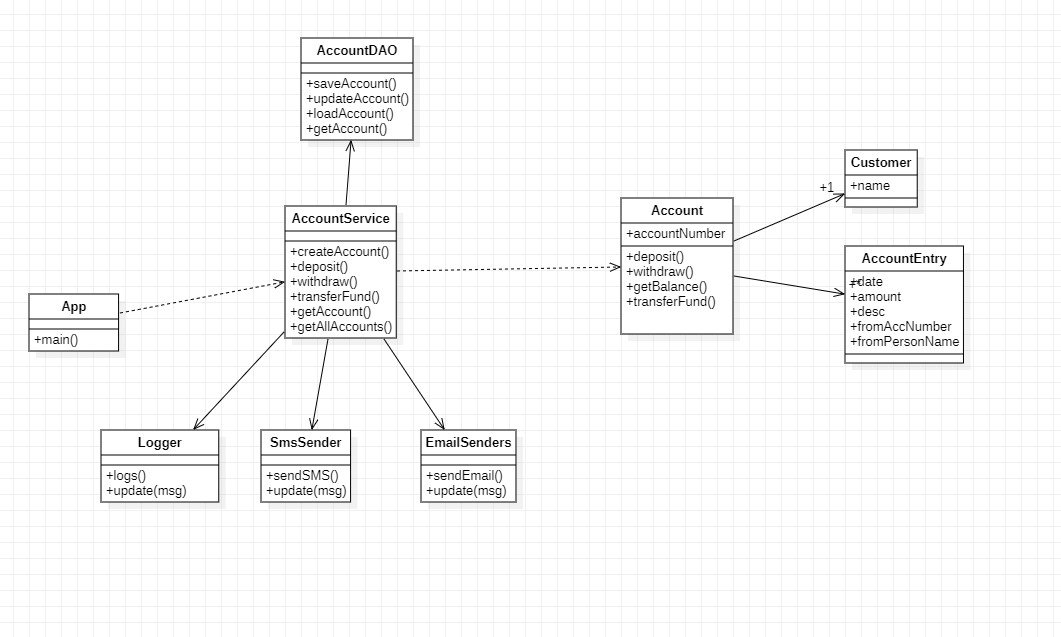 AccountDAO
+saveAccount()
+updateAccount()
+loadAccount()
+getAccount()
AccountService
+createAccount()
+deposit()
+withdraw()
+transferFund()
+getAccount()
+getAllAccounts()
App
+main()
Logger
+logs()
+update(msg)
SmsSender
+sendSMS()
+update(msg)
EmailSenders
+sendEmail()
+update(msg)
Account
+accountNumber
+deposit()
+withdraw()
+getBalance()
+transferFund()
+1
Customer
+name
AccountEntry
+date
+amount
+desc
+fromAccNumber
+fromPersonName